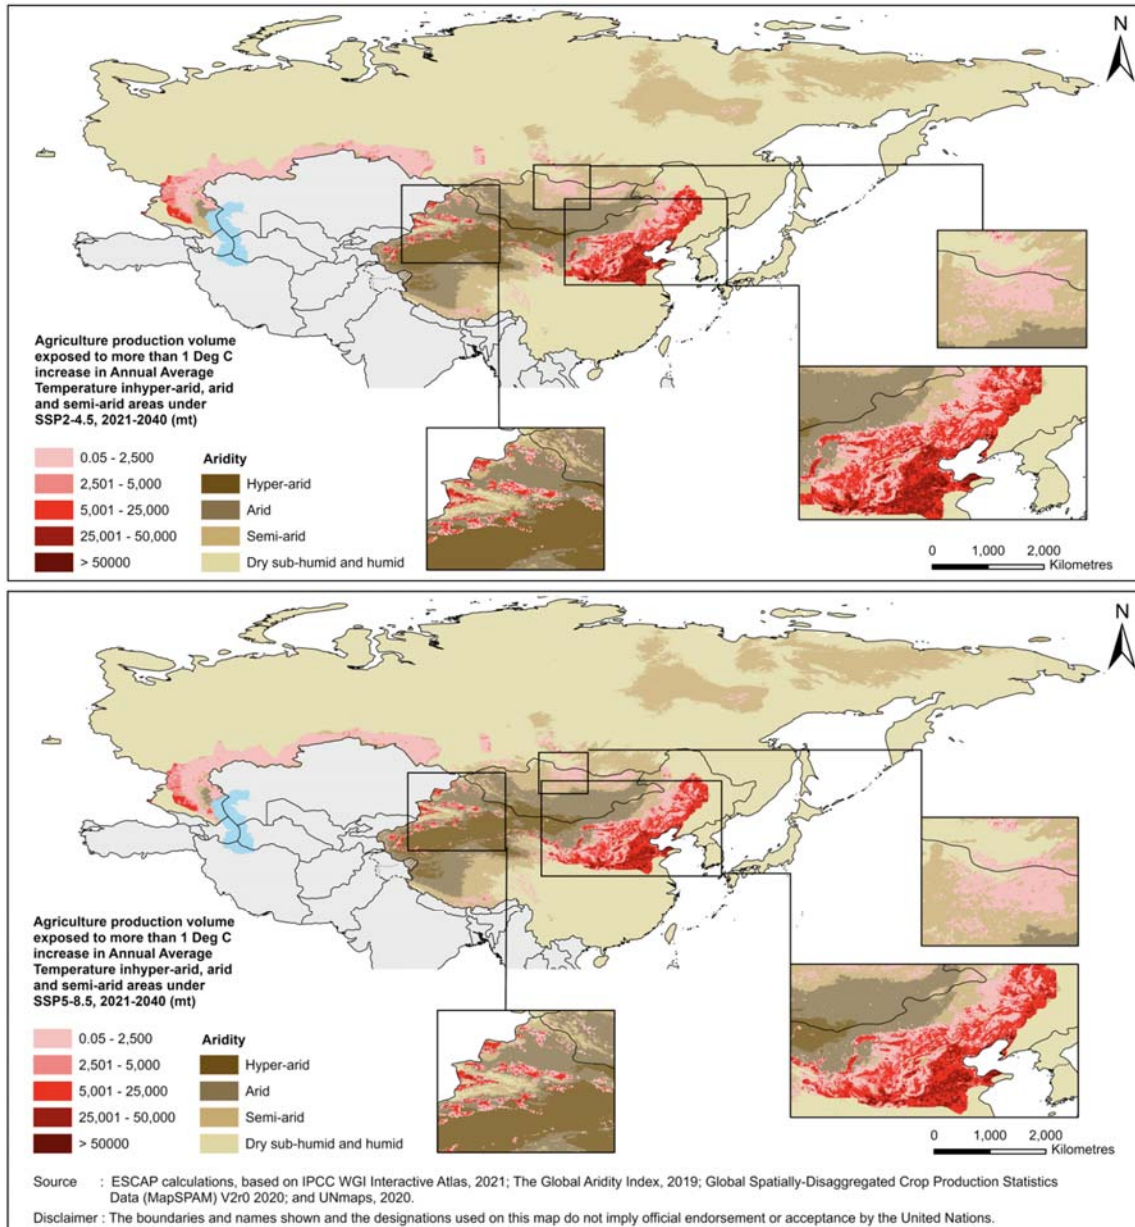 N
Agriculture production volume
exposed to more than 1 Deg C
increase in Annual Average
Temperature inhyper-arid, arid
and semi-arid areas under
SSP2-4.5, 2021-2040 (mt)
0.05 - 2,500
2,501 - 5,000
5,001 - 25,000
25,001 - 50,000
> 50000
Aridity
Hyper-arid
Arid
Semi-arid
Dry sub-humid and humid
0 1,000 2,000
Kilometres
N
Agriculture production volume
exposed to more than 1 Deg C
increase in Annual Average
Temperature inhyper-arid, arid
and semi-arid areas under
SSP5-8.5, 2021-2040 (mt)
0.05 - 2,500
2,501 - 5,000
5,001 - 25,000
25,001 - 50,000
> 50000
Aridity
Hyper-arid
Arid
Semi-arid
Dry sub-humid and humid
0 1,000 2,000
Kilometres
Source : ESCAP calculations, based on IPCC WGI Interactive Atlas, 2021; The Global Aridity Index, 2019; Global Spatially-Disaggregated Crop Production Statistics
Data (MapSPAM) V2r0 2020; and UNmaps, 2020.
Disclaimer : The boundaries and names shown and the designations used on this map do not imply official endorsement or acceptance by the United Nations.